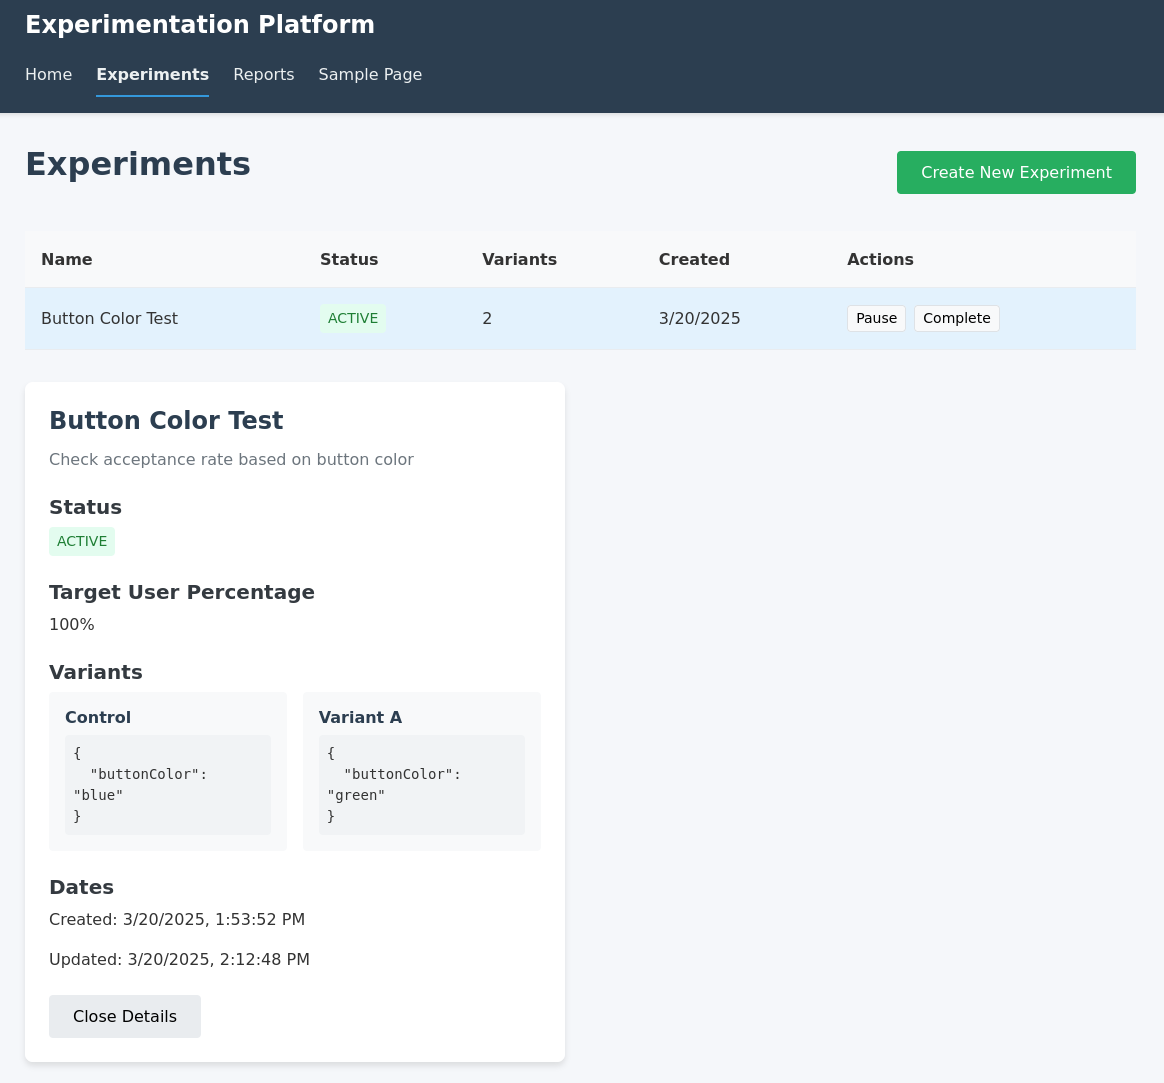 Experimentation Platform
Home Experiments Reports Sample Page
Experiments
Create New Experiment
Name Status Variants Created Actions
Button Color Test ACTIVE 2 3/20/2025 Pause Complete
Button Color Test
Check acceptance rate based on button color
Status
ACTIVE
Target User Percentage
100%
Variants
Control
{
  "buttonColor":
"blue"
}
Variant A
{
  "buttonColor":
"green"
}
Dates
Created: 3/20/2025, 1:53:52 PM
Updated: 3/20/2025, 2:12:48 PM
Close Details